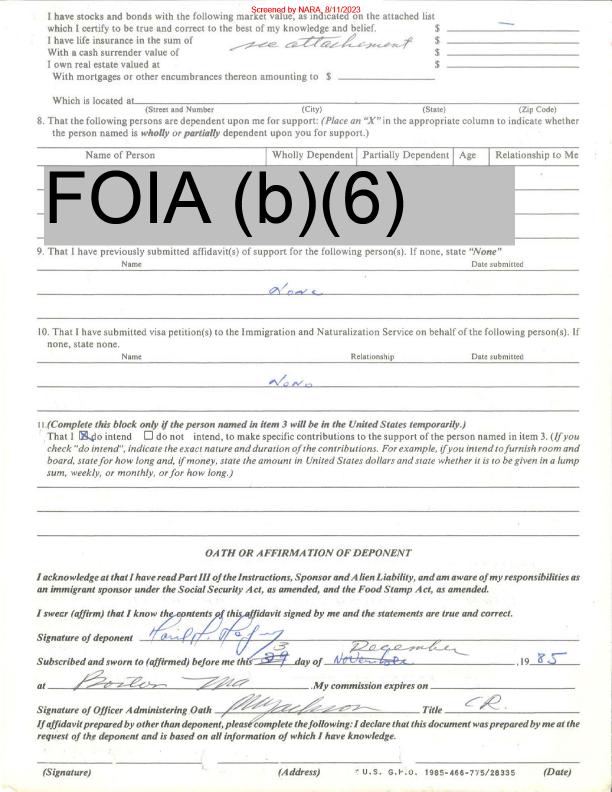 Screened by NARA, 8/11/2023
I have stocks and bonds with the following market value, as indicated on the attached list
which I certify to be true and correct to the best of my knowledge and belief. $ —
I have life insurance in the sum of see attachement $
With a cash surrender value of $
I own real estate valued at $
With mortgages or other encumbrances thereon amounting to $
Which is located at
(Street and Number) (City) (State) (Zip Code)
8. That the following persons are dependent upon me for support: (Place an "X" in the appropriate column to indicate whether
the person named is wholly or partially dependent upon you for support.)
Name of Person Wholly Dependent Partially Dependent Age Relationship to Me
FOIA (b)(6)
9. That I have previously submitted affidavit(s) of support for the following person(s). If none, state "None"
Name Date submitted
None
10. That I have submitted visa petition(s) to the Immigration and Naturalization Service on behalf of the following person(s). If
none, state none.
Name Relationship Date submitted
None
11.(Complete this block only if the person named in item 3 will be in the United States temporarily.)
That I ☒ do intend ☐ do not intend, to make specific contributions to the support of the person named in item 3. (If you
check "do intend", indicate the exact nature and duration of the contributions. For example, if you intend to furnish room and
board, state for how long and, if money, state the amount in United States dollars and state whether it is to be given in a lump
sum, weekly, or monthly, or for how long.)
OATH OR AFFIRMATION OF DEPONENT
I acknowledge at that I have read Part III of the Instructions, Sponsor and Alien Liability, and am aware of my responsibilities as
an immigrant sponsor under the Social Security Act, as amended, and the Food Stamp Act, as amended.
I swear (affirm) that I know the contents of this affidavit signed by me and the statements are true and correct.
Signature of deponent
3 December
Subscribed and sworn to (affirmed) before me this day of November ,19 85
at Boston Ma .My commission expires on
Signature of Officer Administering Oath Title CR.
If affidavit prepared by other than deponent, please complete the following: I declare that this document was prepared by me at the
request of the deponent and is based on all information of which I have knowledge.
(Signature) (Address) U.S. G.P.O. 1985-466-775/28335 (Date)